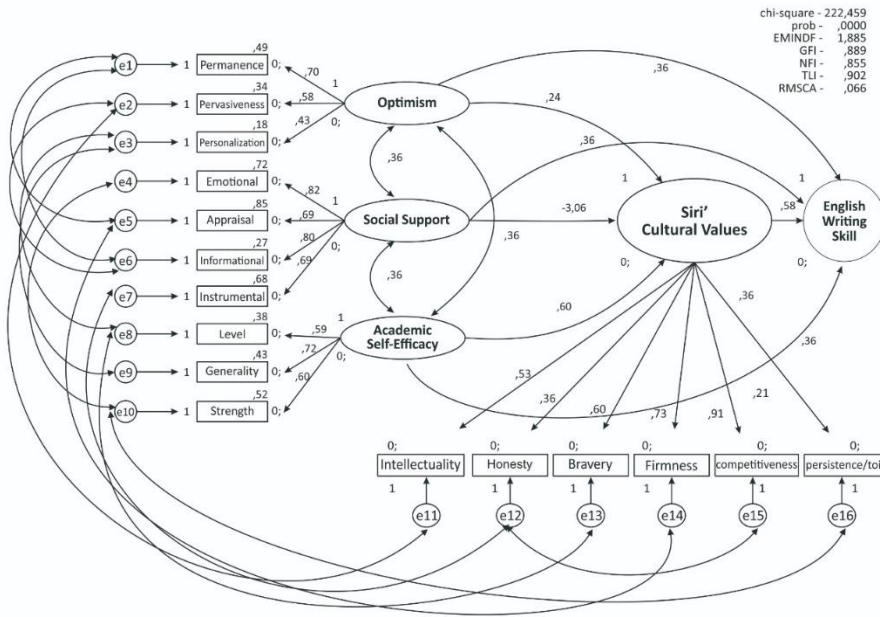 chi-square - 222,459
prob - ,0000
EMINDF - 1,885
GFI - ,889
NFI - ,855
TLI - ,902
RMSCA - ,066
,49
e1 1 Permanence 0;
,34
e2 1 Pervasiveness 0;
,18
e3 1 Personalization 0;
,72
e4 1 Emotional 0;
,85
e5 1 Appraisal 0;
,27
e6 1 Informational 0;
,68
e7 1 Instrumental 0;
,38
e8 1 Level 0;
,43
e9 1 Generality 0;
,52
e10 1 Strength 0;
,70
,58
,43
1
0;
Optimism
,36
,24
,36
,82
,69
,80
,69
1
0;
Social Support
,36
-3,06
,36
,36
,59
,72
,60
1
0;
Academic
Self-Efficacy
,60
,36
1
Siri'
Cultural Values
0;
,58
1
English
Writing
Skill
0;
,53
,36
,60
,73
,91
,21
,36
0; 0; 0; 0; 0; 0;
Intellectuality Honesty Bravery Firmness competitiveness persistence/toi
1 1 1 1 1 1
e11 e12 e13 e14 e15 e16